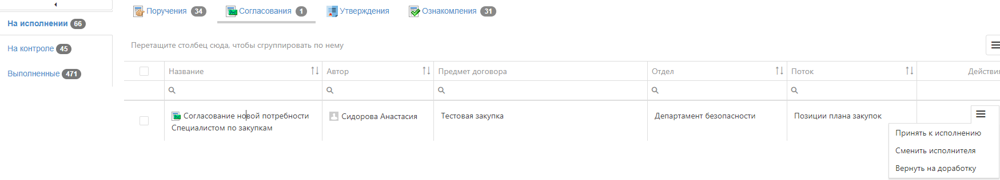 Поручения 34 Согласования 1 Утверждения Ознакомления 31
На исполнении 66
На контроле 45
Выполненные 471
Перетащите столбец сюда, чтобы сгруппировать по нему
Название Автор Предмет договора Отдел Поток Действия
Согласование новой потребности Сидорова Анастасия Тестовая закупка Департамент безопасности Позиции плана закупок
Специалистом по закупкам
Принять к исполнению
Сменить исполнителя
Вернуть на доработку